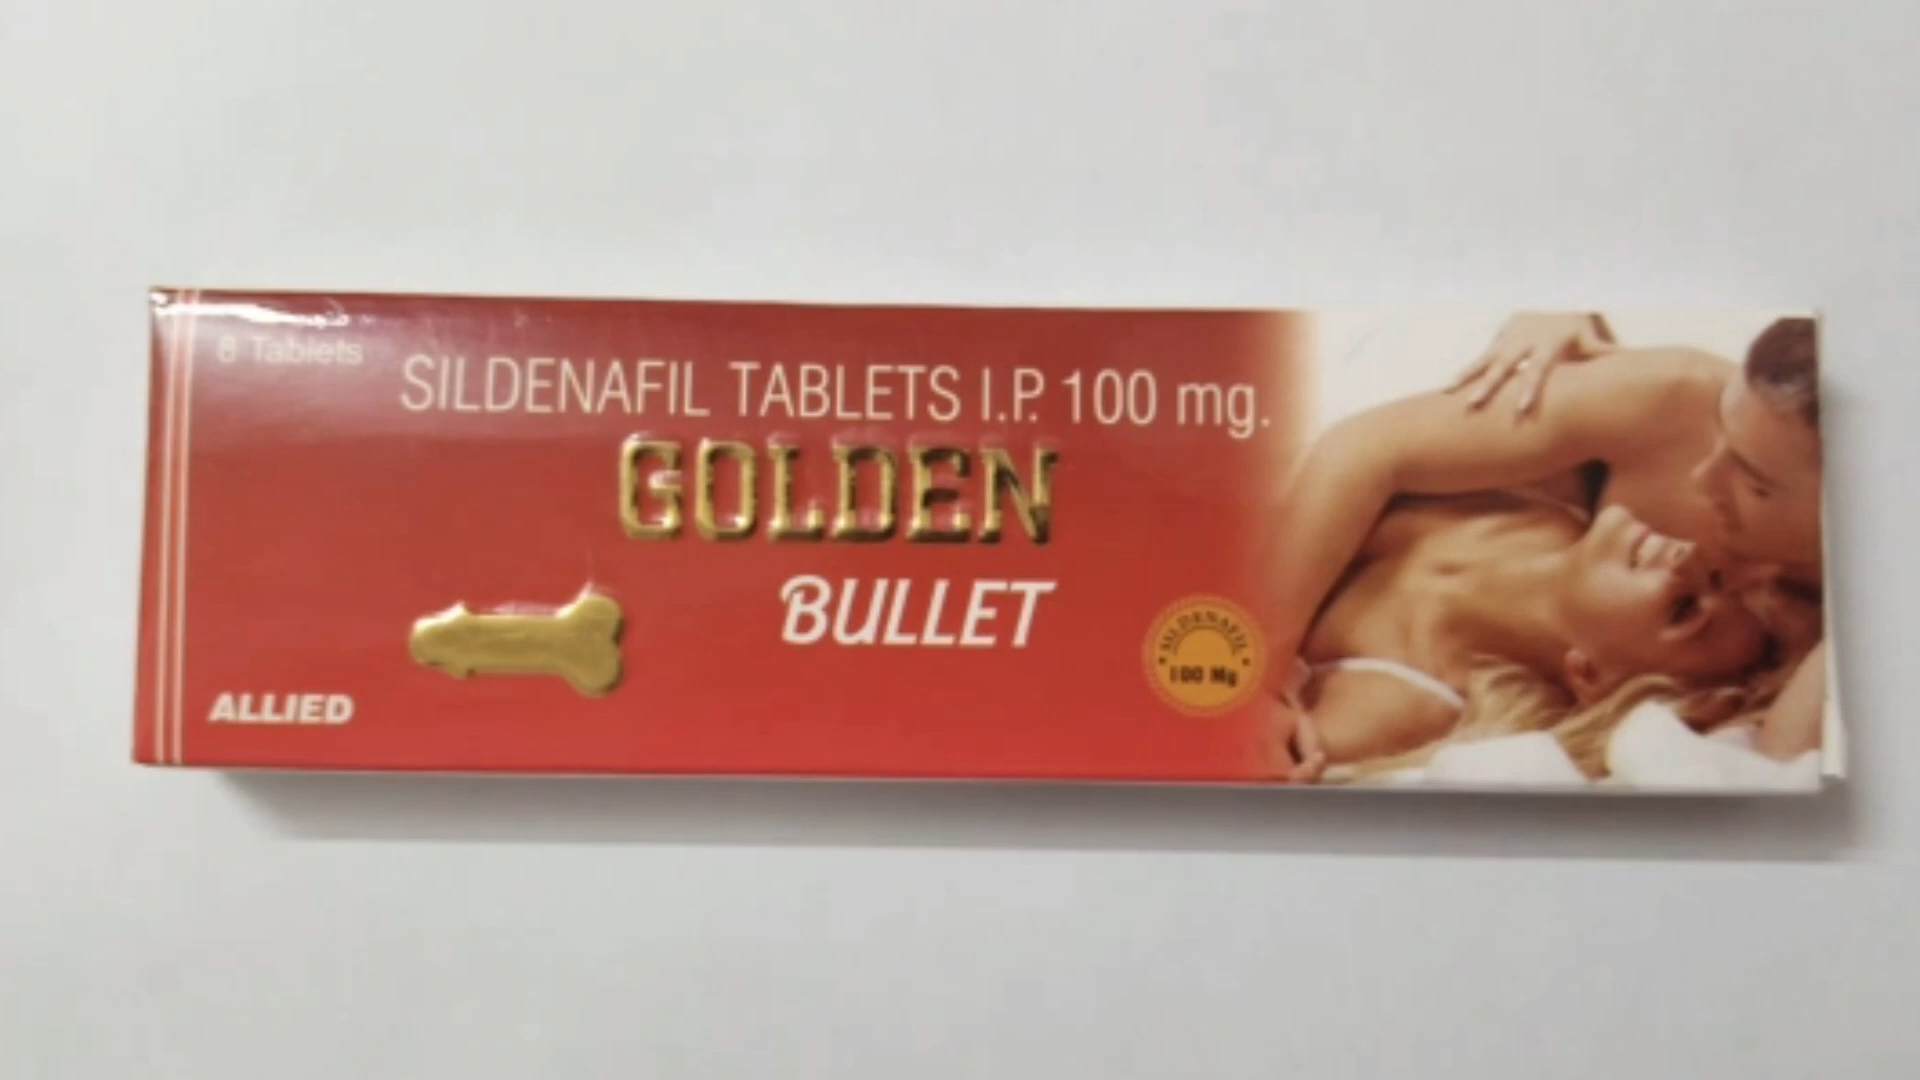 8 Tablets
SILDENAFIL TABLETS I.P. 100 mg.
GOLDEN
BULLET
ALLIED
SILDENAFIL
100 Mg